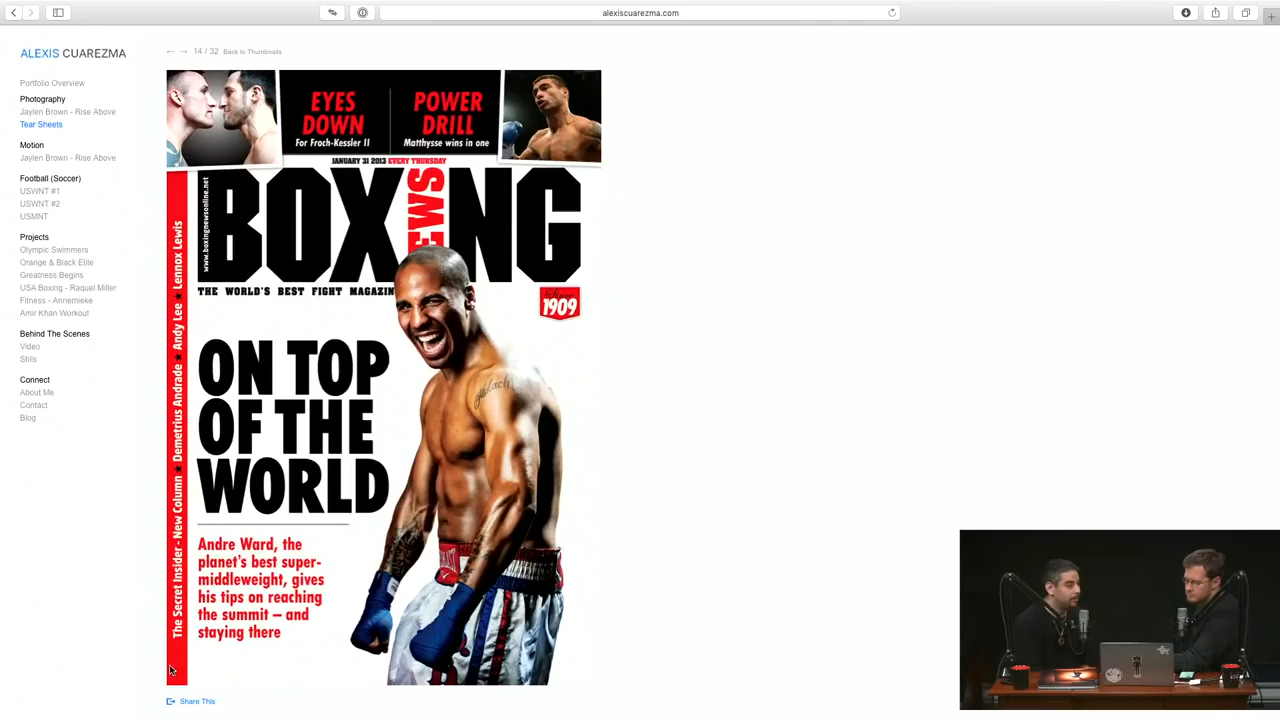 alexiscuarezma.com
ALEXIS CUAREZMA
Portfolio Overview
Photography
Jaylen Brown - Rise Above
Tear Sheets
Motion
Jaylen Brown - Rise Above
Football (Soccer)
USWNT #1
USWNT #2
USMNT
Projects
Olympic Swimmers
Orange & Black Elite
Greatness Begins
USA Boxing - Raquel Miller
Fitness - Annemieke
Amir Khan Workout
Behind The Scenes
Video
Stills
Connect
About Me
Contact
Blog
← → 14 / 32 Back to Thumbnails
EYES
DOWN
For Froch-Kessler II
POWER
DRILL
Matthysse wins in one
JANUARY 31 2013 EVERY THURSDAY
www.boxingnewsonline.net
BOXING
EWS
THE WORLD'S BEST FIGHT MAGAZIN
1909
The Secret Insider - New Column ★ Demetrius Andrade ★ Andy Lee ★ Lennox Lewis
ON TOP
OF THE
WORLD
Andre Ward, the
planet's best super-
middleweight, gives
his tips on reaching
the summit – and
staying there
Share This